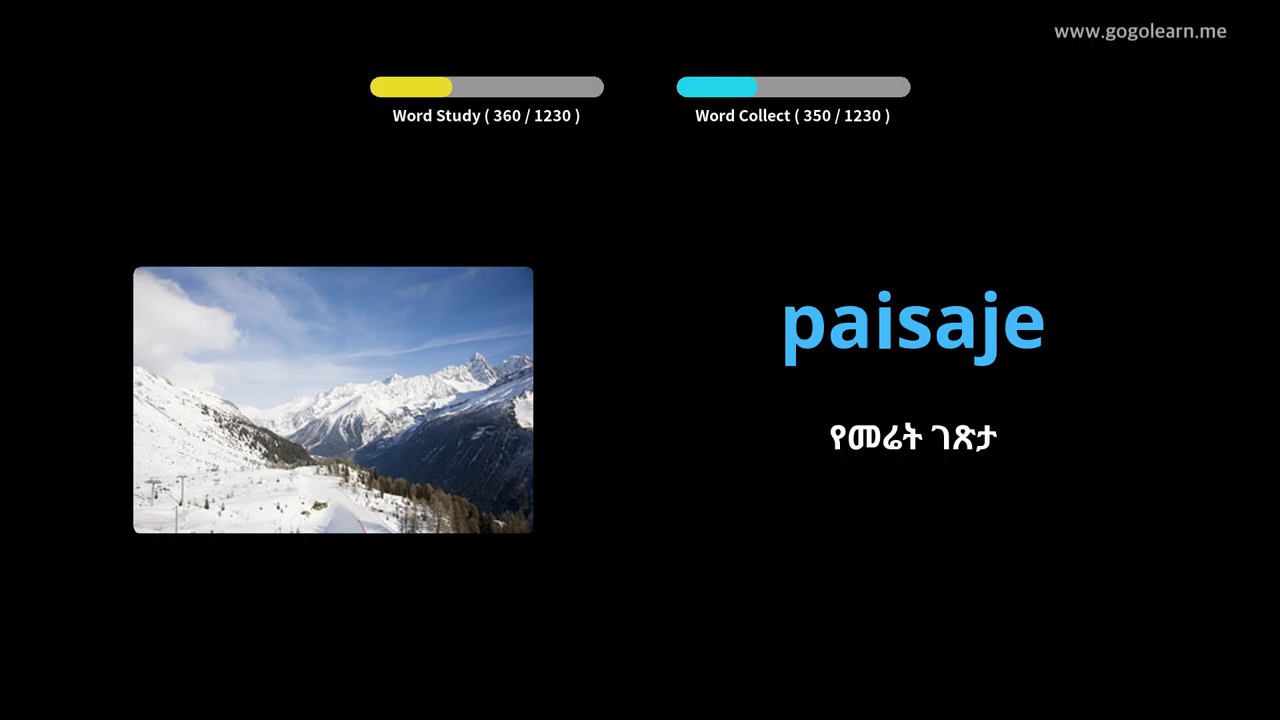 www.gogolearn.me
Word Study ( 360 / 1230 )
Word Collect ( 350 / 1230 )
paisaje
የመሬት ገጽታ